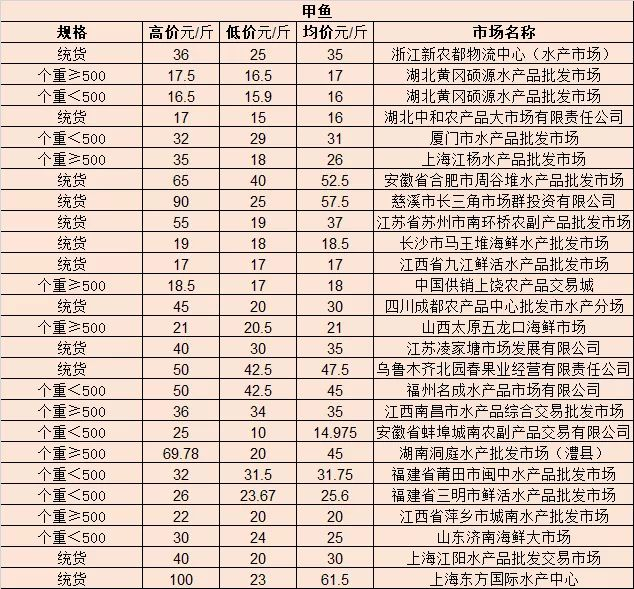 甲鱼
规格 高价元/斤 低价元/斤 均价元/斤 市场名称
统货 36 25 35 浙江新农都物流中心（水产市场）
个重≥500 17.5 16.5 17 湖北黄冈硕源水产品批发市场
个重＜500 16.5 15.9 16 湖北黄冈硕源水产品批发市场
统货 17 15 16 湖北中和农产品大市场有限责任公司
个重＜500 32 29 31 厦门市水产品批发市场
个重≥500 35 18 26 上海江杨水产品批发市场
统货 65 40 52.5 安徽省合肥市周谷堆水产品批发市场
统货 90 25 57.5 慈溪市长三角市场群投资有限公司
统货 55 19 37 江苏省苏州市南环桥农副产品批发市场
统货 19 18 18.5 长沙市马王堆海鲜水产批发市场
统货 17 17 17 江西省九江鲜活水产品批发市场
个重≥500 18.5 17 18 中国供销上饶农产品交易城
统货 45 20 30 四川成都农产品中心批发市水产分场
个重≥500 21 20.5 21 山西太原五龙口海鲜市场
统货 40 30 35 江苏凌家塘市场发展有限公司
统货 50 42.5 47.5 乌鲁木齐北园春果业经营有限责任公司
个重＜500 50 42.5 45 福州名成水产品市场有限公司
个重≥500 36 34 35 江西南昌市水产品综合交易批发市场
个重＜500 25 10 14.975 安徽省蚌埠城南农副产品交易有限公司
个重≥500 69.78 20 45 湖南洞庭水产批发市场（澧县）
个重＜500 32 31.5 31.75 福建省莆田市闽中水产品批发市场
个重＜500 26 23.67 25.6 福建省三明市鲜活水产品批发市场
个重≥500 22 20 20 江西省萍乡市城南水产批发市场
个重＜500 30 24 25 山东济南海鲜大市场
统货 40 20 30 上海江阳水产品批发交易市场
统货 100 23 61.5 上海东方国际水产中心